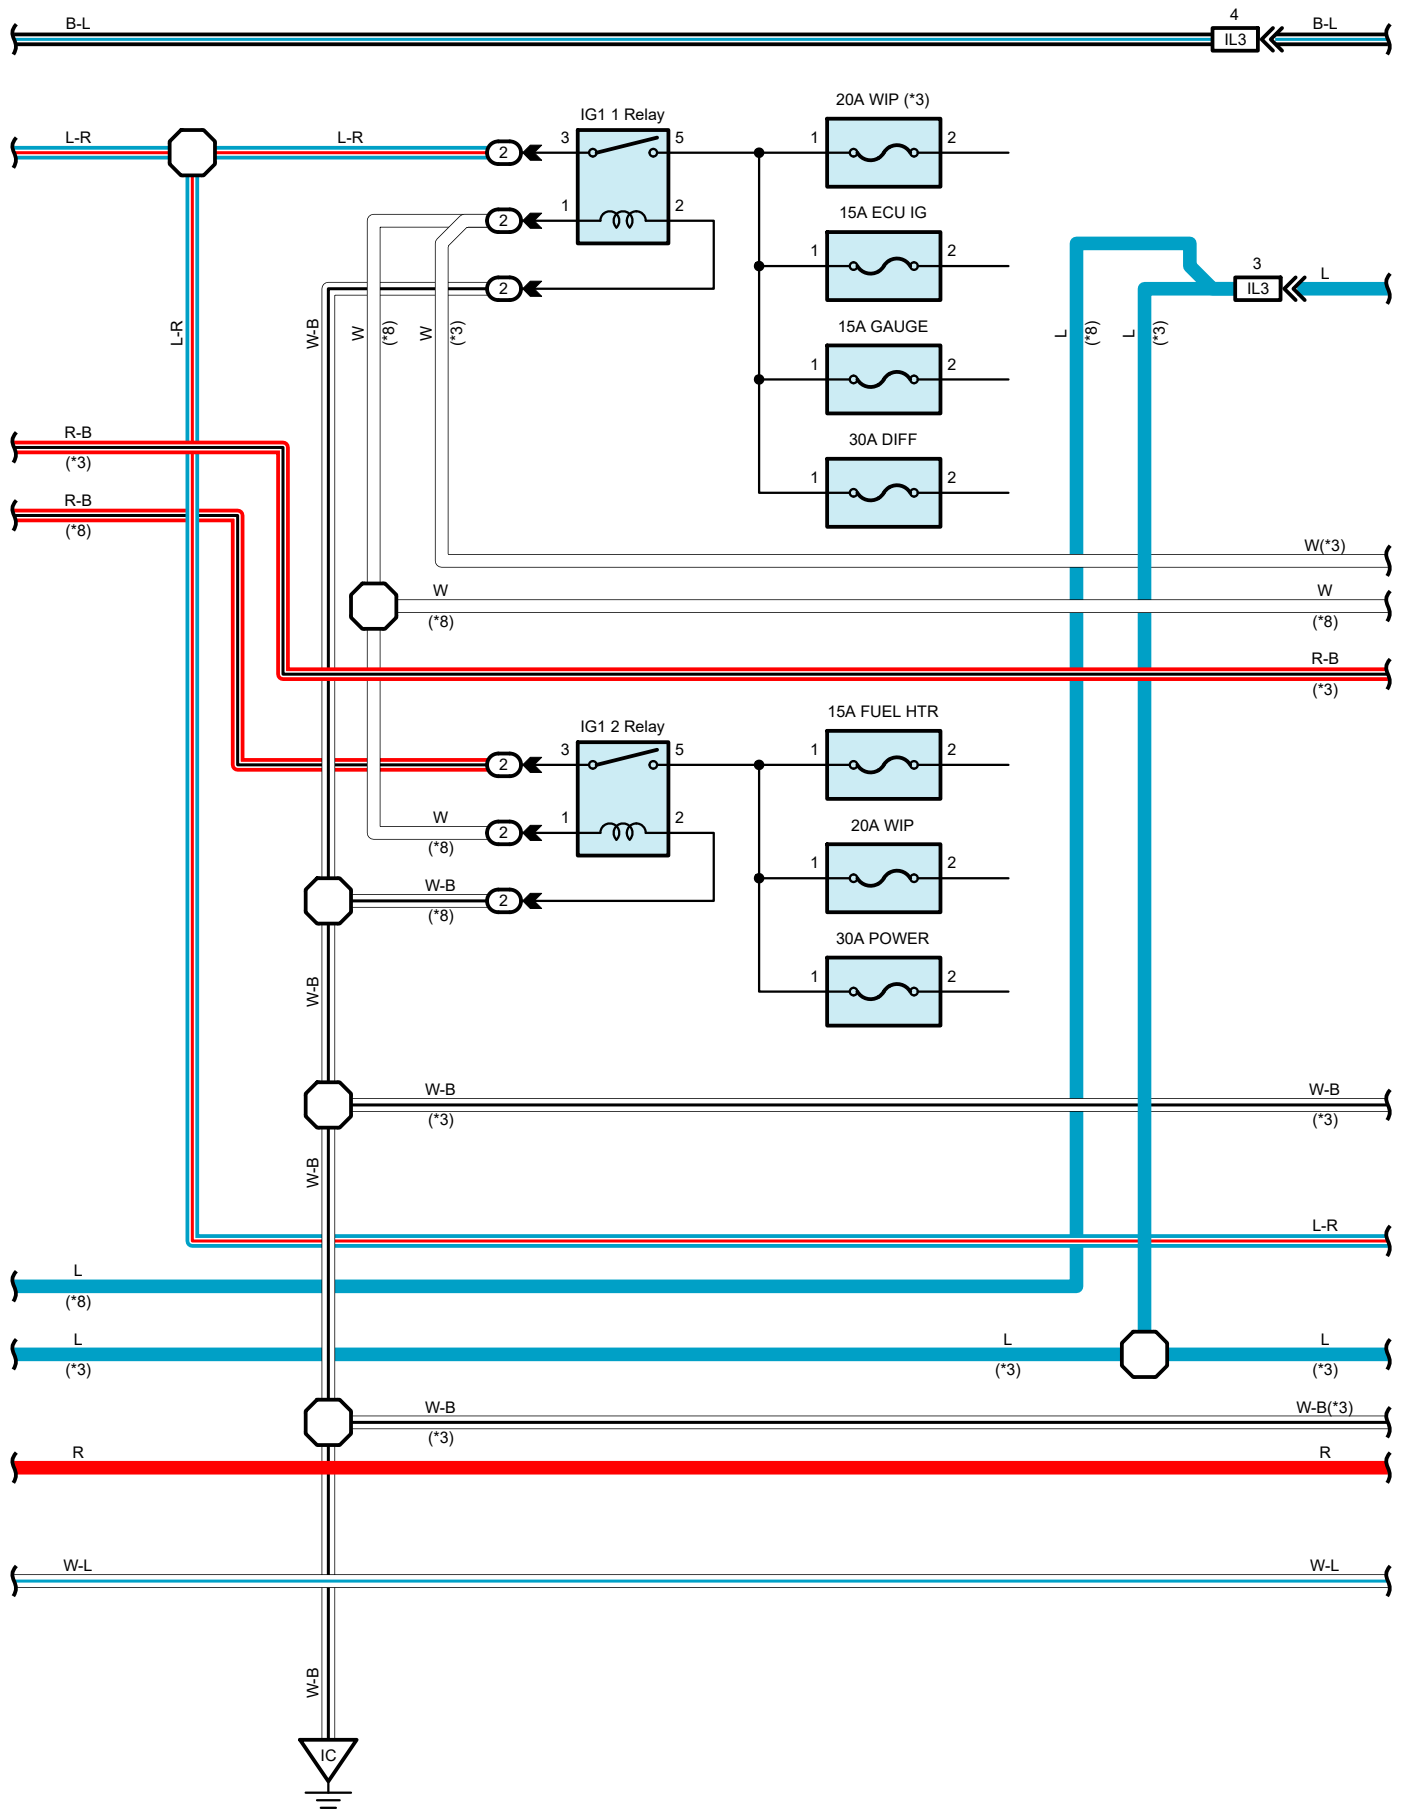 B-L 4 B-L
IL3
20A WIP (*3)
L-R L-R IG1 1 Relay
2 3 5 1 2
15A ECU IG
2 1 2 1 2
3
IL3 L
2
L-R W-B W (*8) W (*3) L (*8) L (*3)
15A GAUGE
1 2
R-B
(*3)
30A DIFF
1 2
R-B
(*8)
W(*3)
W W
(*8) (*8)
R-B
(*3)
15A FUEL HTR
IG1 2 Relay
2 3 5 1 2
20A WIP
W
2 1 2
(*8)
1 2
W-B
2
(*8)
30A POWER
1 2
W-B
W-B W-B
(*3) (*3)
W-B
L-R
L
(*8)
L L L
(*3) (*3) (*3)
W-B W-B(*3)
(*3)
R R
W-L W-L
W-B
IC